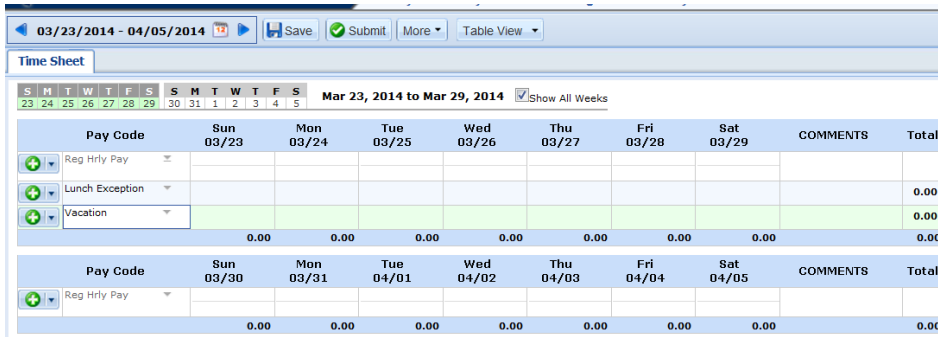 03/23/2014 - 04/05/2014 12 Save Submit More Table View
Time Sheet
S M T W T F S S M T W T F S
23 24 25 26 27 28 29 30 31 1 2 3 4 5 Mar 23, 2014 to Mar 29, 2014 Show All Weeks
Pay Code Sun 03/23 Mon 03/24 Tue 03/25 Wed 03/26 Thu 03/27 Fri 03/28 Sat 03/29 COMMENTS Total
Reg Hrly Pay
Lunch Exception 0.00
Vacation 0.00
0.00 0.00 0.00 0.00 0.00 0.00 0.00 0.00
Pay Code Sun 03/30 Mon 03/31 Tue 04/01 Wed 04/02 Thu 04/03 Fri 04/04 Sat 04/05 COMMENTS Total
Reg Hrly Pay
0.00 0.00 0.00 0.00 0.00 0.00 0.00 0.00